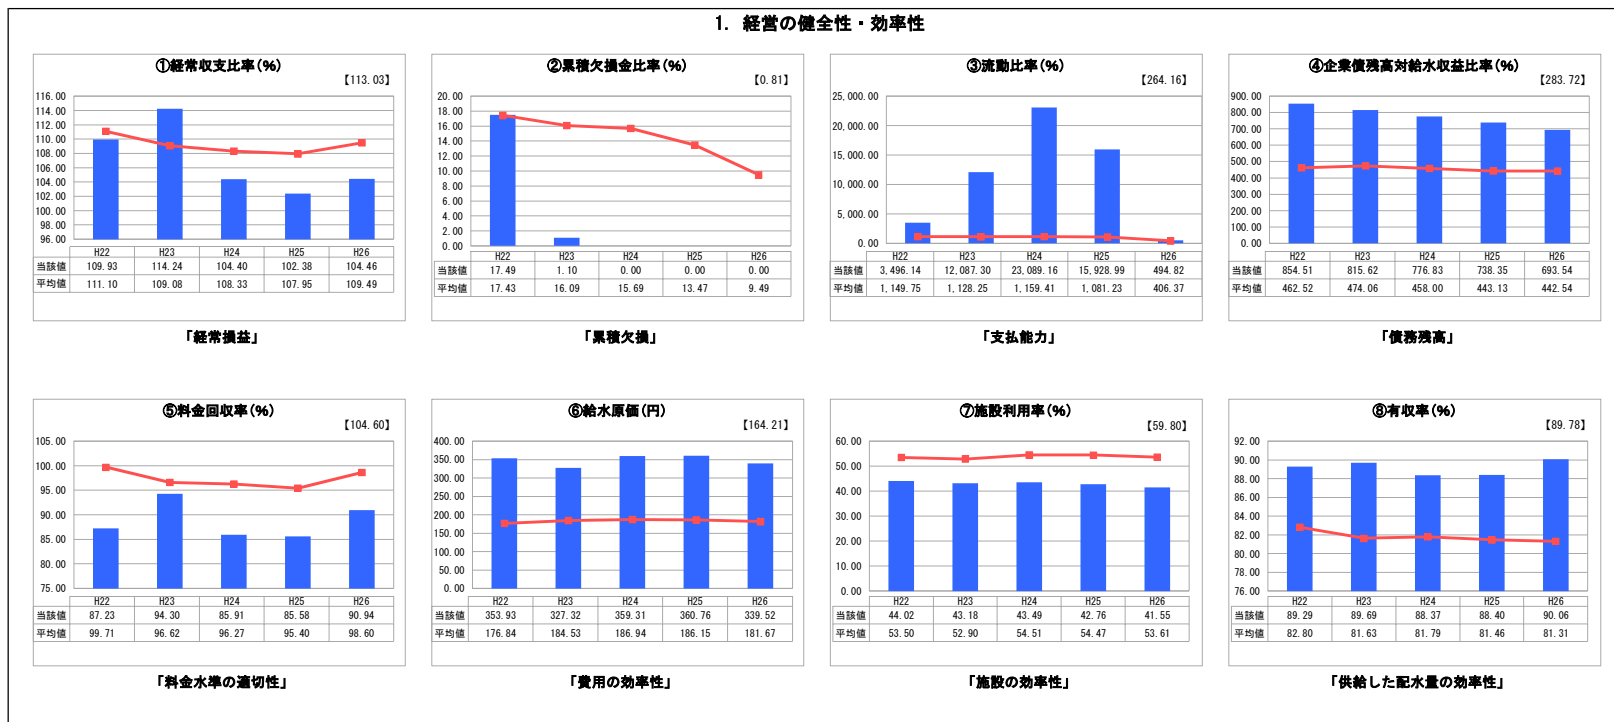 1. 経営の健全性・効率性
①経常収支比率(%)
【113.03】
116.00
114.00
112.00
110.00
108.00
106.00
104.00
102.00
100.00
98.00
96.00
H22 H23 H24 H25 H26
当該値 109.93 114.24 104.40 102.38 104.46
平均値 111.10 109.08 108.33 107.95 109.49
「経常損益」
②累積欠損金比率(%)
【0.81】
20.00
18.00
16.00
14.00
12.00
10.00
8.00
6.00
4.00
2.00
0.00
H22 H23 H24 H25 H26
当該値 17.49 1.10 0.00 0.00 0.00
平均値 17.43 16.09 15.69 13.47 9.49
「累積欠損」
③流動比率(%)
【264.16】
25,000.00
20,000.00
15,000.00
10,000.00
5,000.00
0.00
H22 H23 H24 H25 H26
当該値 3,496.14 12,087.30 23,089.16 15,928.99 494.82
平均値 1,149.75 1,128.25 1,159.41 1,081.23 406.37
「支払能力」
④企業債残高対給水収益比率(%)
【283.72】
900.00
800.00
700.00
600.00
500.00
400.00
300.00
200.00
100.00
0.00
H22 H23 H24 H25 H26
当該値 854.51 815.62 776.83 738.35 693.54
平均値 462.52 474.06 458.00 443.13 442.54
「債務残高」
⑤料金回収率(%)
【104.60】
105.00
100.00
95.00
90.00
85.00
80.00
75.00
H22 H23 H24 H25 H26
当該値 87.23 94.30 85.91 85.58 90.94
平均値 99.71 96.62 96.27 95.40 98.60
「料金水準の適切性」
⑥給水原価(円)
【164.21】
400.00
350.00
300.00
250.00
200.00
150.00
100.00
50.00
0.00
H22 H23 H24 H25 H26
当該値 353.93 327.32 359.31 360.76 339.52
平均値 176.84 184.53 186.94 186.15 181.67
「費用の効率性」
⑦施設利用率(%)
【59.80】
60.00
50.00
40.00
30.00
20.00
10.00
0.00
H22 H23 H24 H25 H26
当該値 44.02 43.18 43.49 42.76 41.55
平均値 53.50 52.90 54.51 54.47 53.61
「施設の効率性」
⑧有収率(%)
【89.78】
92.00
90.00
88.00
86.00
84.00
82.00
80.00
78.00
76.00
H22 H23 H24 H25 H26
当該値 89.29 89.69 88.37 88.40 90.06
平均値 82.80 81.63 81.79 81.46 81.31
「供給した配水量の効率性」